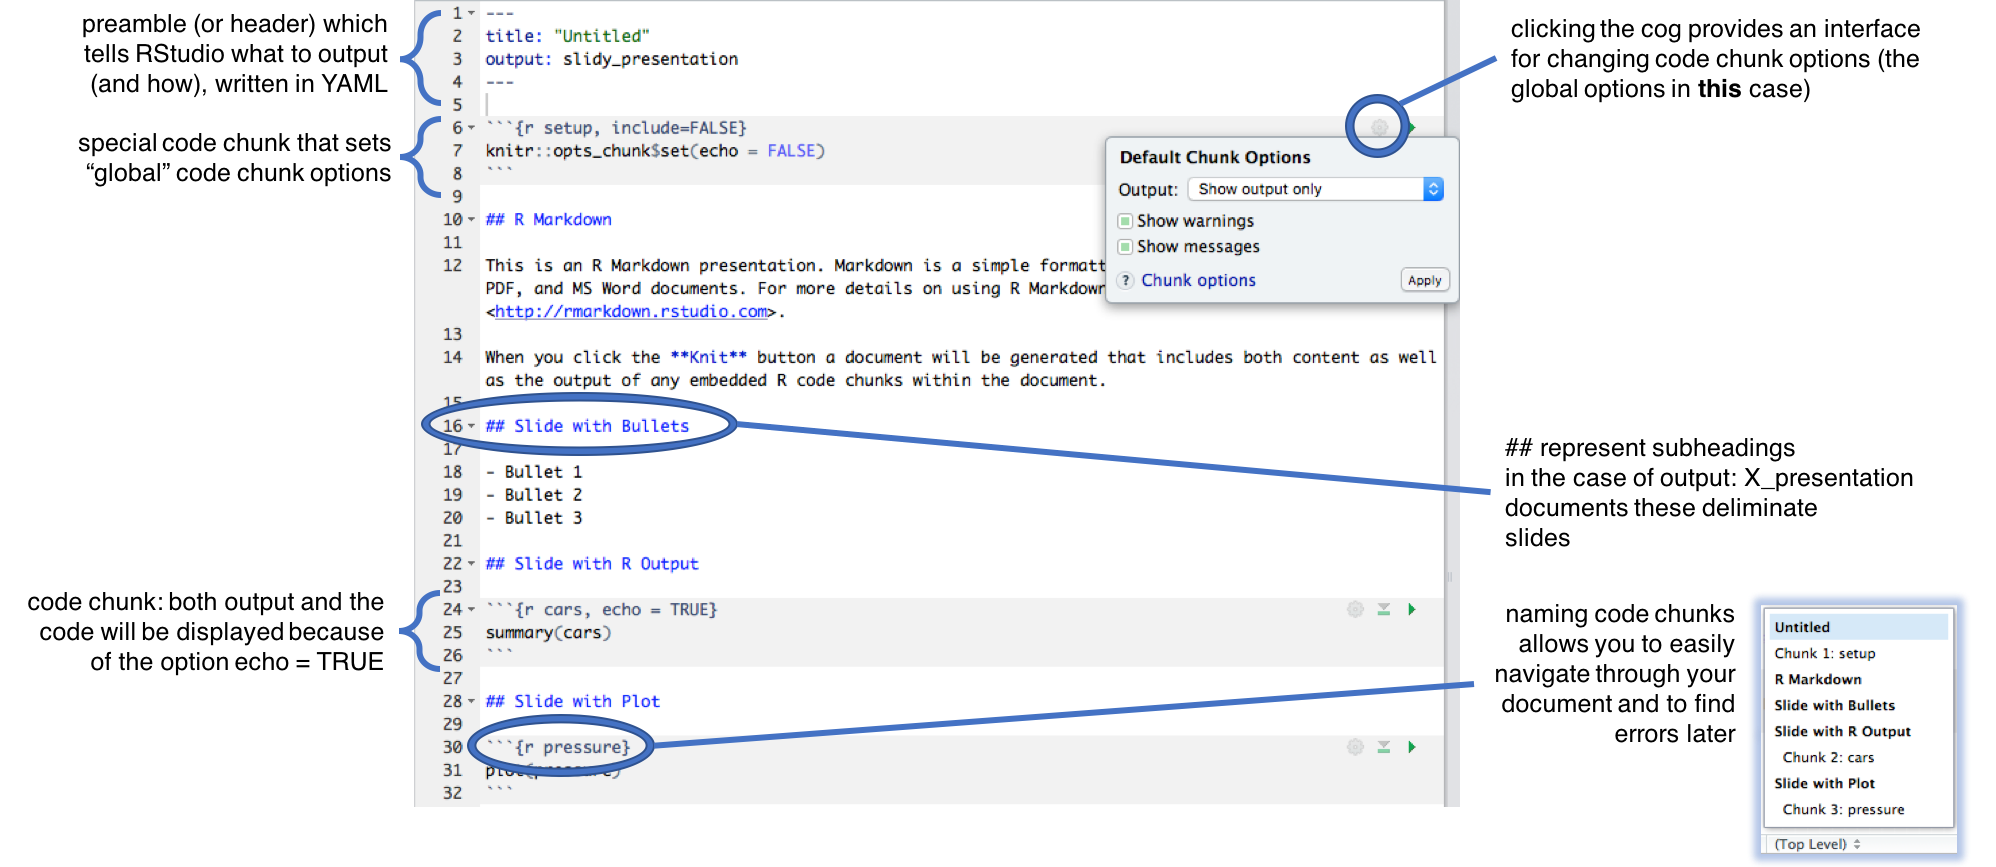 preamble (or header) which
tells RStudio what to output
(and how), written in YAML
special code chunk that sets
“global” code chunk options
code chunk: both output and the
code will be displayed because
of the option echo = TRUE
1 ---
2 title: "Untitled"
3 output: slidy_presentation
4 ---
5
6 ```{r setup, include=FALSE}
7 knitr::opts_chunk$set(echo = FALSE)
8 ```
9
10 ## R Markdown
11
12 This is an R Markdown presentation. Markdown is a simple formatt
PDF, and MS Word documents. For more details on using R Markdown
<http://rmarkdown.rstudio.com>.
13
14 When you click the **Knit** button a document will be generated that includes both content as well
as the output of any embedded R code chunks within the document.
15
16 ## Slide with Bullets
17
18 - Bullet 1
19 - Bullet 2
20 - Bullet 3
21
22 ## Slide with R Output
23
24 ```{r cars, echo = TRUE}
25 summary(cars)
26 ```
27
28 ## Slide with Plot
29
30 ```{r pressure}
31 plot(pressure)
32 ```
Default Chunk Options
Output: Show output only
Show warnings
Show messages
? Chunk options Apply
clicking the cog provides an interface
for changing code chunk options (the
global options in this case)
## represent subheadings
in the case of output: X_presentation
documents these deliminate
slides
naming code chunks
allows you to easily
navigate through your
document and to find
errors later
Untitled
Chunk 1: setup
R Markdown
Slide with Bullets
Slide with R Output
Chunk 2: cars
Slide with Plot
Chunk 3: pressure
(Top Level)